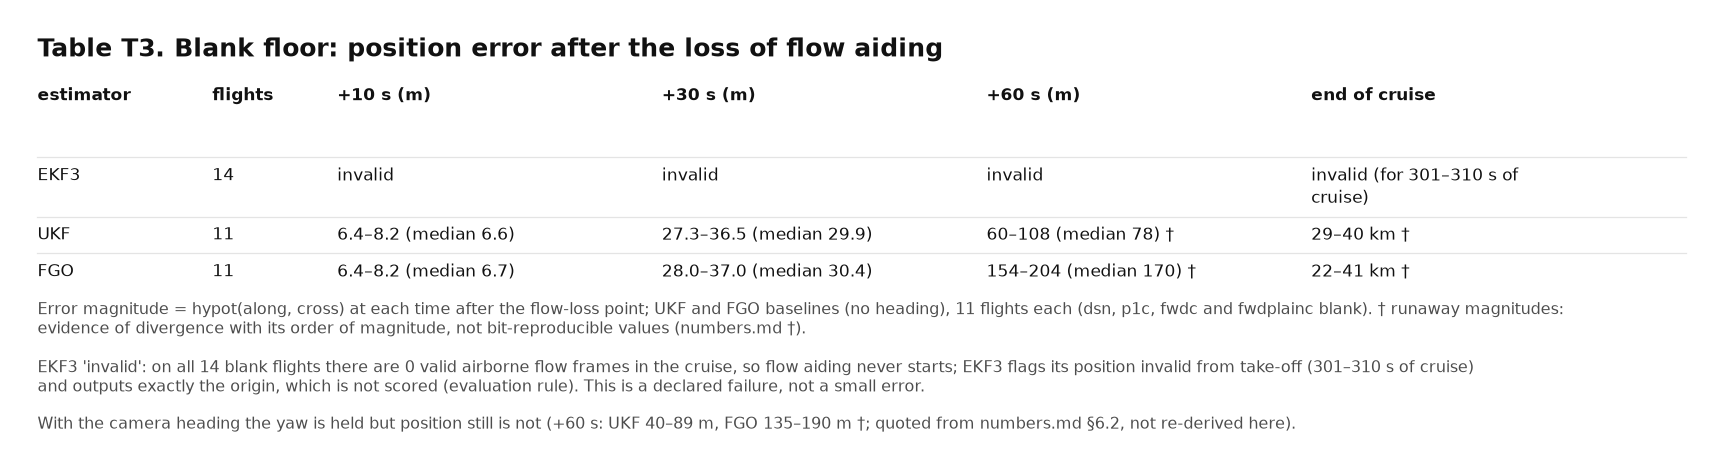 Table T3. Blank floor: position error after the loss of flow aiding
estimator flights +10 s (m) +30 s (m) +60 s (m) end of cruise
EKF3 14 invalid invalid invalid invalid (for 301–310 s of
cruise)
UKF 11 6.4–8.2 (median 6.6) 27.3–36.5 (median 29.9) 60–108 (median 78) † 29–40 km †
FGO 11 6.4–8.2 (median 6.7) 28.0–37.0 (median 30.4) 154–204 (median 170) † 22–41 km †
Error magnitude = hypot(along, cross) at each time after the flow-loss point; UKF and FGO baselines (no heading), 11 flights each (dsn, p1c, fwdc and fwdplainc blank). † runaway magnitudes:
evidence of divergence with its order of magnitude, not bit-reproducible values (numbers.md †).
EKF3 'invalid': on all 14 blank flights there are 0 valid airborne flow frames in the cruise, so flow aiding never starts; EKF3 flags its position invalid from take-off (301–310 s of cruise)
and outputs exactly the origin, which is not scored (evaluation rule). This is a declared failure, not a small error.
With the camera heading the yaw is held but position still is not (+60 s: UKF 40–89 m, FGO 135–190 m †; quoted from numbers.md §6.2, not re-derived here).